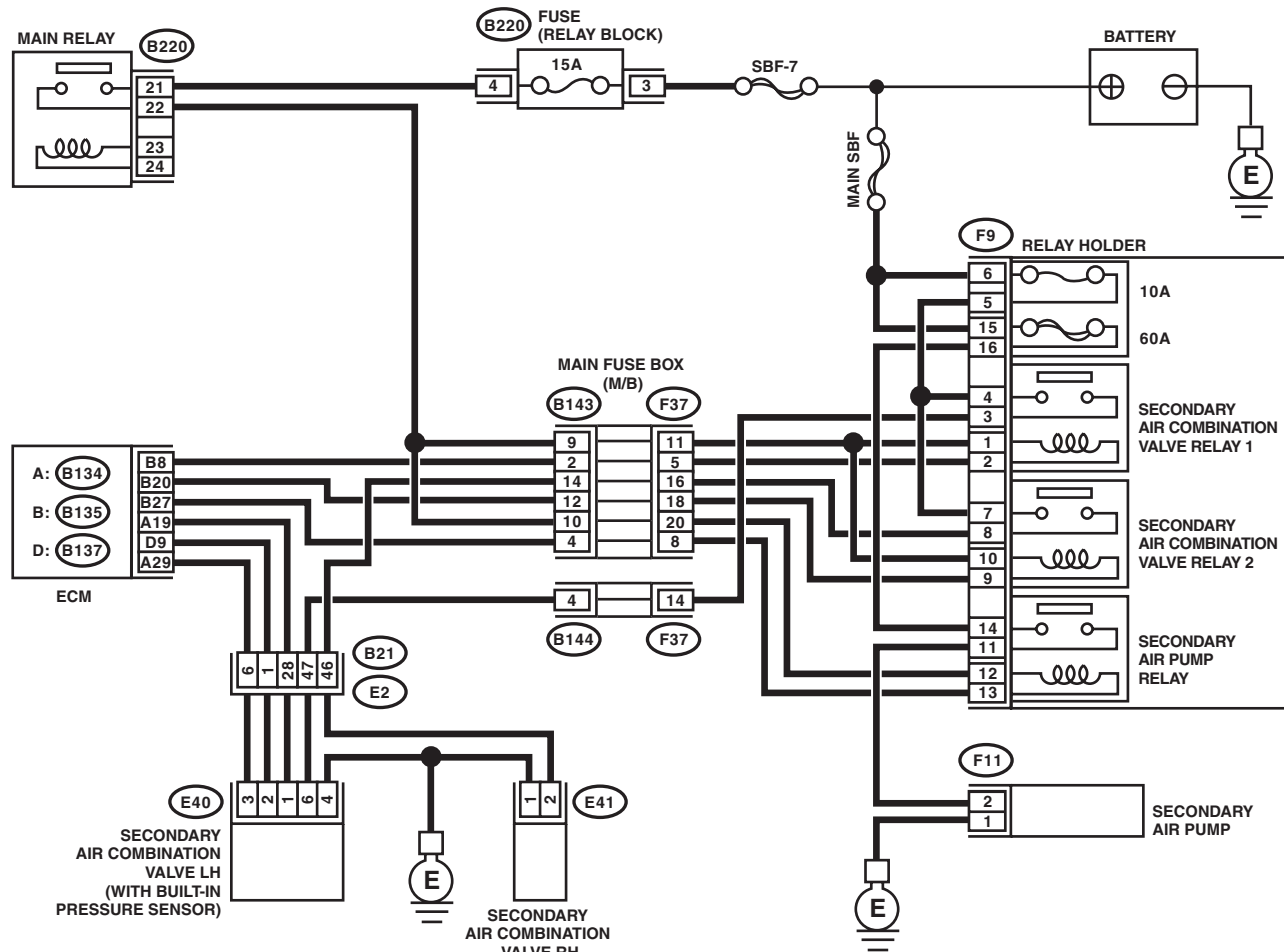 B220
FUSE
(RELAY BLOCK)
MAIN RELAY
B220
BATTERY
15A
SBF-7
21
22
23
24
4
3
MAIN SBF
E
F9
RELAY HOLDER
6
5
15
16
4
3
1
2
7
8
10
9
14
11
12
13
10A
60A
SECONDARY
AIR COMBINATION
VALVE RELAY 1
SECONDARY
AIR COMBINATION
VALVE RELAY 2
SECONDARY
AIR PUMP
RELAY
MAIN FUSE BOX
(M/B)
B143
F37
9
2
14
12
10
4
11
5
16
18
20
8
4
14
B144
F37
A: B134
B: B135
D: B137
B8
B20
B27
A19
D9
A29
ECM
6 1 28 47 46
B21
E2
E40
3 2 1 6 4
1 2
E41
SECONDARY
AIR COMBINATION
VALVE LH
(WITH BUILT-IN
PRESSURE SENSOR)
E
SECONDARY
AIR COMBINATION
VALVE RH
F11
2
1
SECONDARY
AIR PUMP
E